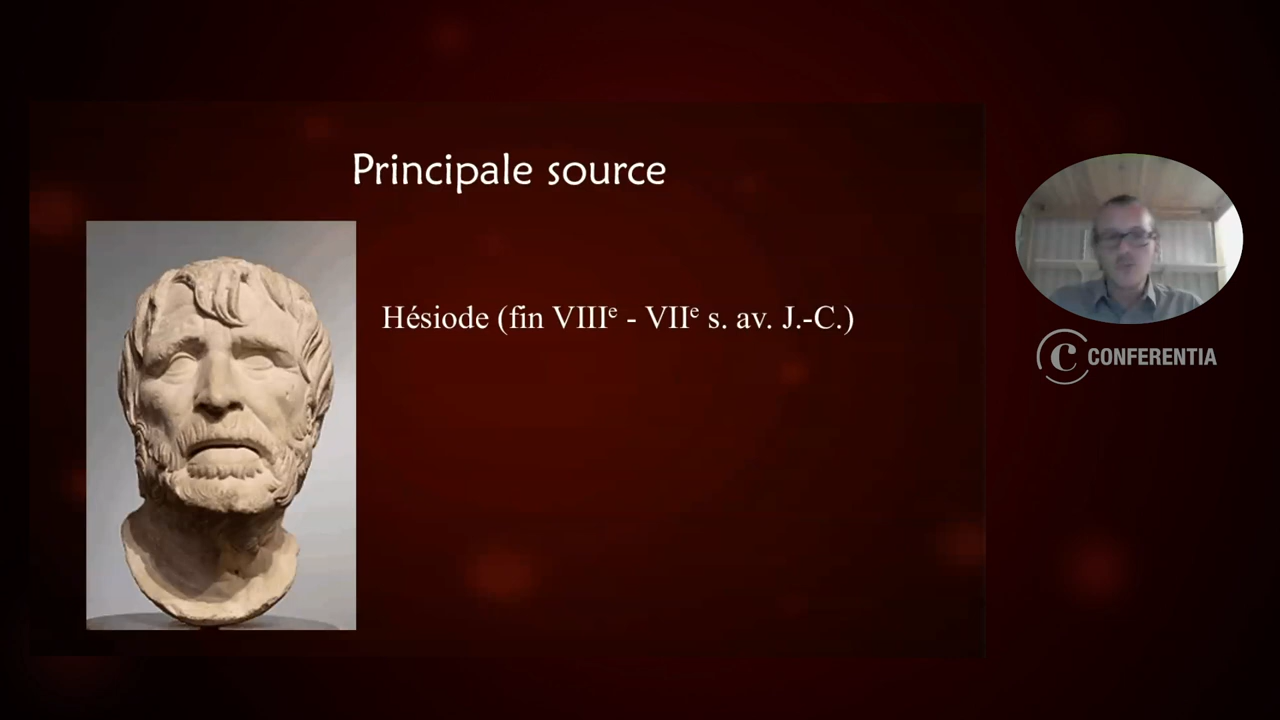 Principale source
Hésiode (fin VIIIᵉ - VIIᵉ s. av. J.-C.)
C CONFERENTIA